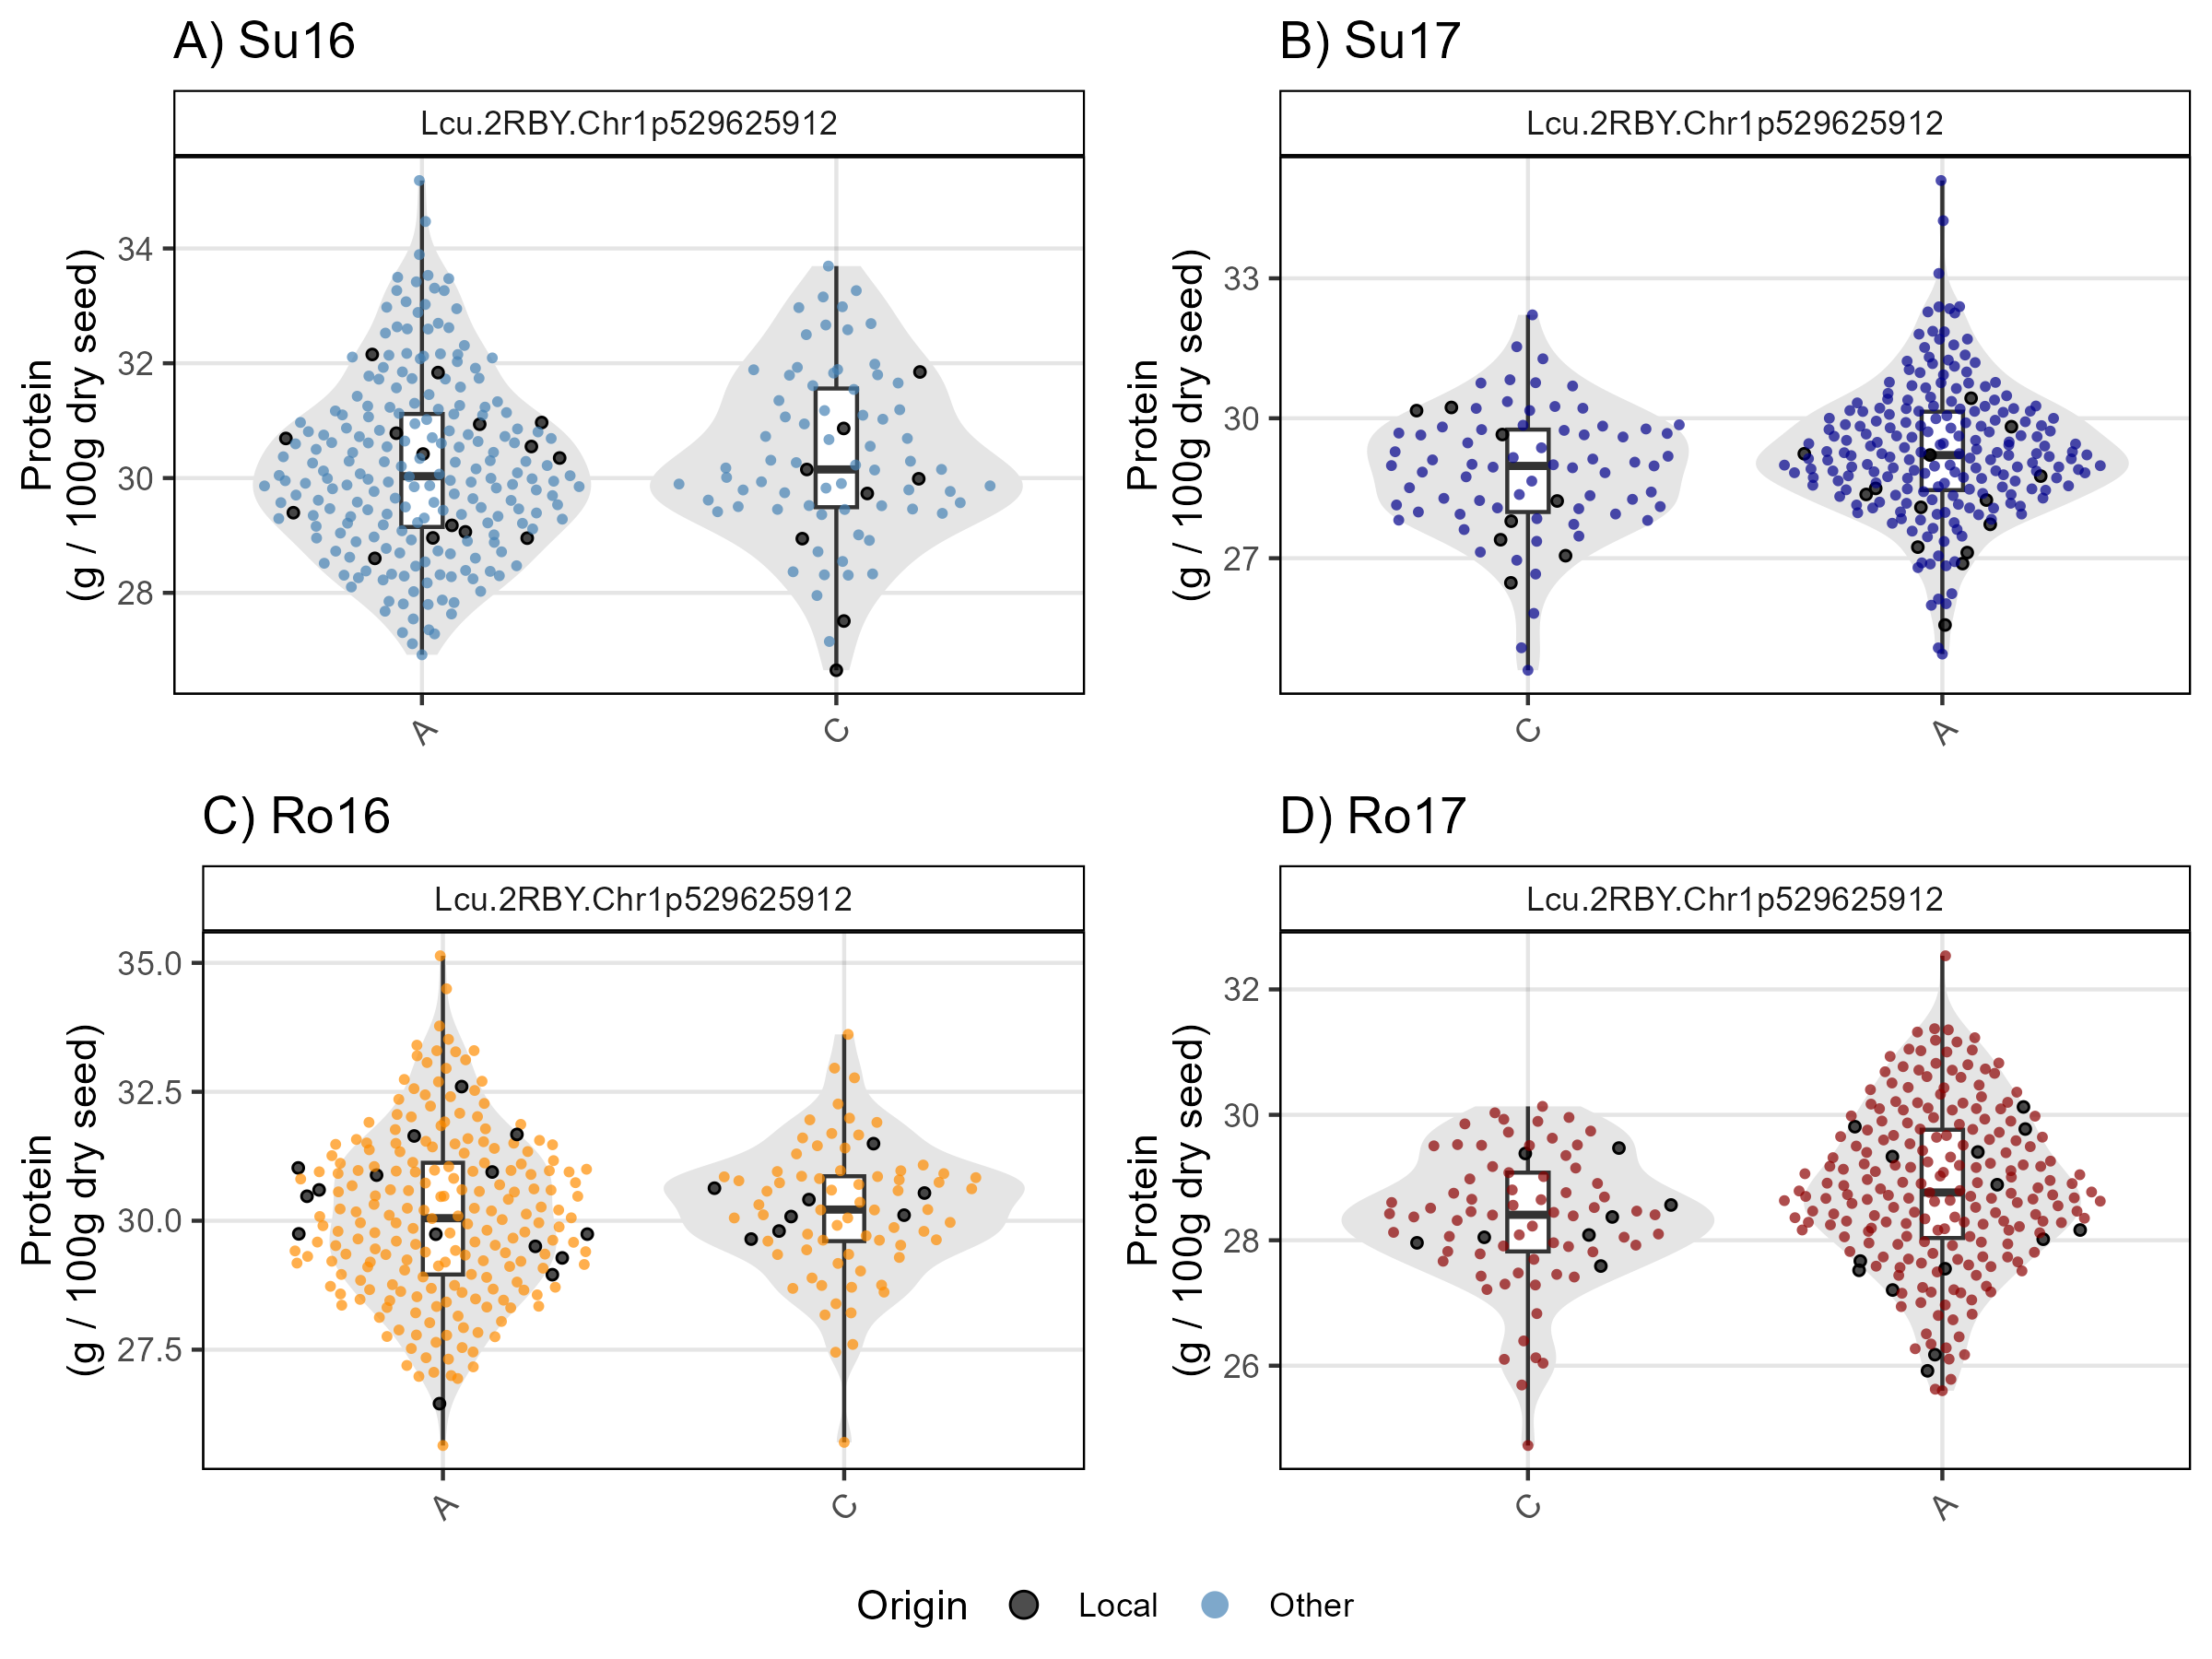 A) Su16
Lcu.2RBY.Chr1p529625912
Protein
(g / 100g dry seed)
34
32
30
28
A
C
B) Su17
Lcu.2RBY.Chr1p529625912
Protein
(g / 100g dry seed)
33
30
27
C
A
C) Ro16
Lcu.2RBY.Chr1p529625912
Protein
(g / 100g dry seed)
35.0
32.5
30.0
27.5
A
C
D) Ro17
Lcu.2RBY.Chr1p529625912
Protein
(g / 100g dry seed)
32
30
28
26
C
A
Origin Local Other